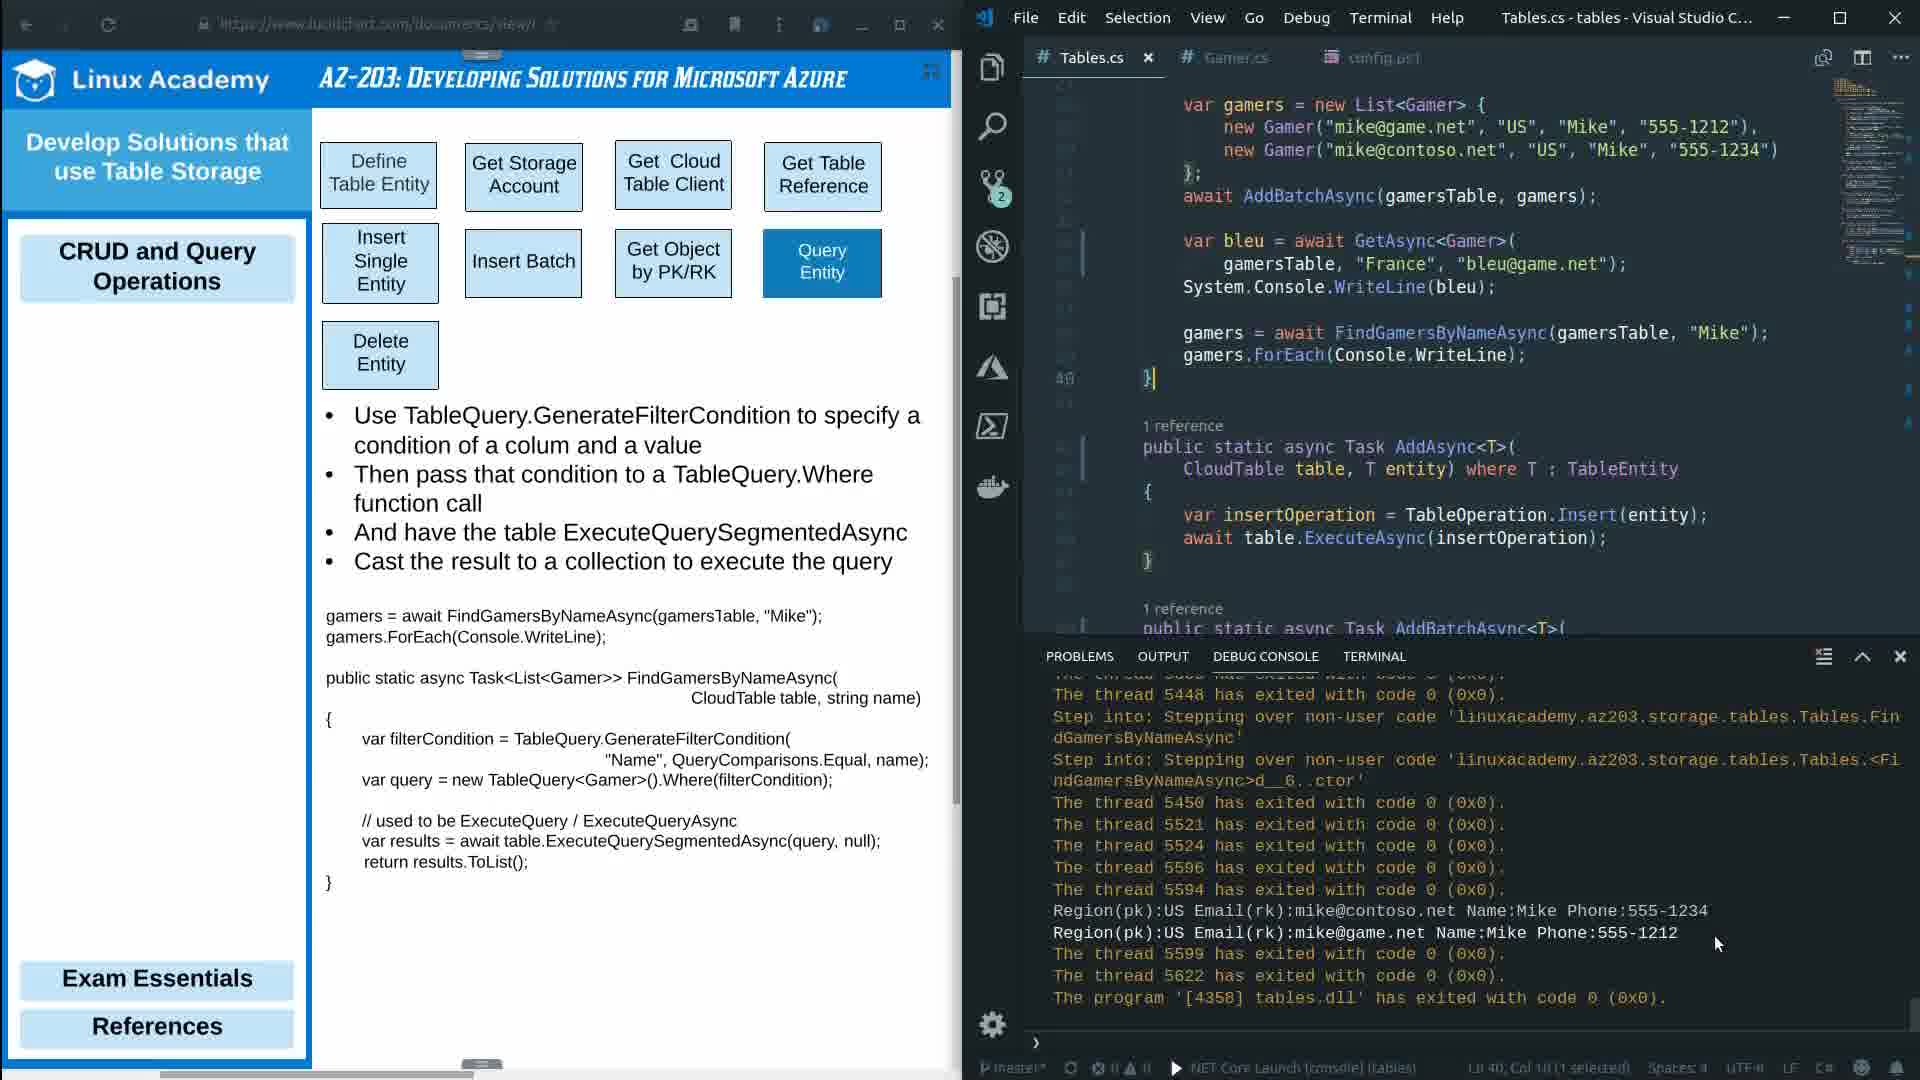 https://www.lucidchart.com/documents/view/
Linux Academy
AZ-203: Developing Solutions for Microsoft Azure
Develop Solutions that
use Table Storage
CRUD and Query
Operations
Exam Essentials
References
Define
Table Entity
Get Storage
Account
Get Cloud
Table Client
Get Table
Reference
Insert
Single
Entity
Insert Batch
Get Object
by PK/RK
Query
Entity
Delete
Entity
• Use TableQuery.GenerateFilterCondition to specify a
condition of a colum and a value
• Then pass that condition to a TableQuery.Where
function call
• And have the table ExecuteQuerySegmentedAsync
• Cast the result to a collection to execute the query
gamers = await FindGamersByNameAsync(gamersTable, "Mike");
gamers.ForEach(Console.WriteLine);
public static async Task<List<Gamer>> FindGamersByNameAsync(
CloudTable table, string name)
{
var filterCondition = TableQuery.GenerateFilterCondition(
"Name", QueryComparisons.Equal, name);
var query = new TableQuery<Gamer>().Where(filterCondition);
// used to be ExecuteQuery / ExecuteQueryAsync
var results = await table.ExecuteQuerySegmentedAsync(query, null);
return results.ToList();
}
File Edit Selection View Go Debug Terminal Help Tables.cs - tables - Visual Studio C...
# Tables.cs # Gamer.cs config.ps1
2
var gamers = new List<Gamer> {
new Gamer("mike@game.net", "US", "Mike", "555-1212"),
new Gamer("mike@contoso.net", "US", "Mike", "555-1234")
};
await AddBatchAsync(gamersTable, gamers);
var bleu = await GetAsync<Gamer>(
gamersTable, "France", "bleu@game.net");
System.Console.WriteLine(bleu);
gamers = await FindGamersByNameAsync(gamersTable, "Mike");
gamers.ForEach(Console.WriteLine);
40 }
1 reference
public static async Task AddAsync<T>(
CloudTable table, T entity) where T : TableEntity
{
var insertOperation = TableOperation.Insert(entity);
await table.ExecuteAsync(insertOperation);
}
1 reference
public static async Task AddBatchAsync<T>(
PROBLEMS OUTPUT DEBUG CONSOLE TERMINAL
The thread 5448 has exited with code 0 (0x0).
Step into: Stepping over non-user code 'linuxacademy.az203.storage.tables.Tables.Fin
dGamersByNameAsync'
Step into: Stepping over non-user code 'linuxacademy.az203.storage.tables.Tables.<Fi
ndGamersByNameAsync>d__6..ctor'
The thread 5450 has exited with code 0 (0x0).
The thread 5521 has exited with code 0 (0x0).
The thread 5524 has exited with code 0 (0x0).
The thread 5596 has exited with code 0 (0x0).
The thread 5594 has exited with code 0 (0x0).
Region(pk):US Email(rk):mike@contoso.net Name:Mike Phone:555-1234
Region(pk):US Email(rk):mike@game.net Name:Mike Phone:555-1212
The thread 5599 has exited with code 0 (0x0).
The thread 5622 has exited with code 0 (0x0).
The program '[4358] tables.dll' has exited with code 0 (0x0).
master* 0 0 .NET Core Launch (console) (tables) Ln 40, Col 10 (1 selected) Spaces: 4 UTF-8 LF C#